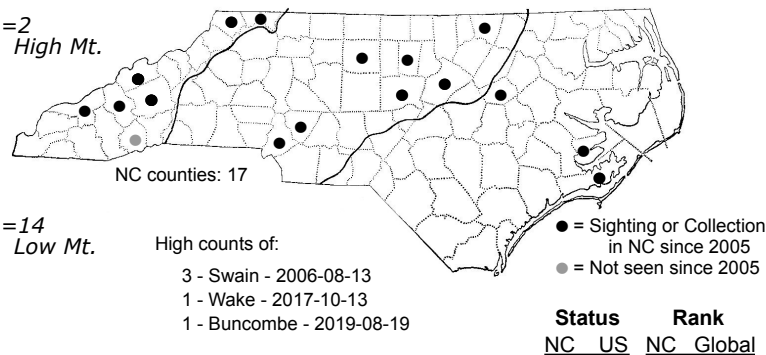 =2
High Mt.
NC counties: 17
=14
Low Mt.
High counts of:
3 - Swain - 2006-08-13
1 - Wake - 2017-10-13
1 - Buncombe - 2019-08-19
= Sighting or Collection
in NC since 2005
= Not seen since 2005
Status Rank
NC US NC Global